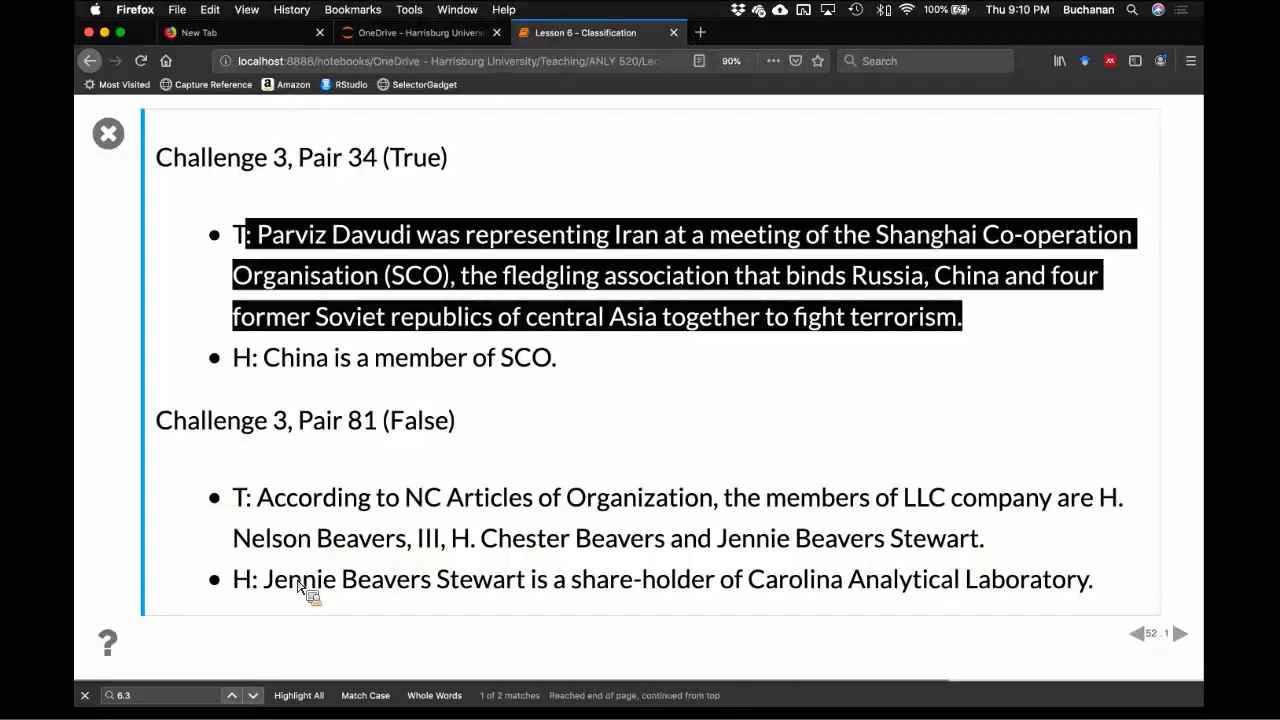 Firefox File Edit View History Bookmarks Tools Window Help 100% Thu 9:10 PM Buchanan
New Tab OneDrive - Harrisburg Universi Lesson 6 - Classification
localhost:8888/notebooks/OneDrive - Harrisburg University/Teaching/ANLY 520/Lec 90% Search
Most Visited Capture Reference Amazon RStudio SelectorGadget
Challenge 3, Pair 34 (True)
T: Parviz Davudi was representing Iran at a meeting of the Shanghai Co-operation
Organisation (SCO), the fledgling association that binds Russia, China and four
former Soviet republics of central Asia together to fight terrorism.
H: China is a member of SCO.
Challenge 3, Pair 81 (False)
T: According to NC Articles of Organization, the members of LLC company are H.
Nelson Beavers, III, H. Chester Beavers and Jennie Beavers Stewart.
H: Jennie Beavers Stewart is a share-holder of Carolina Analytical Laboratory.
?
52 . 1
6.3 Highlight All Match Case Whole Words 1 of 2 matches Reached end of page, continued from top